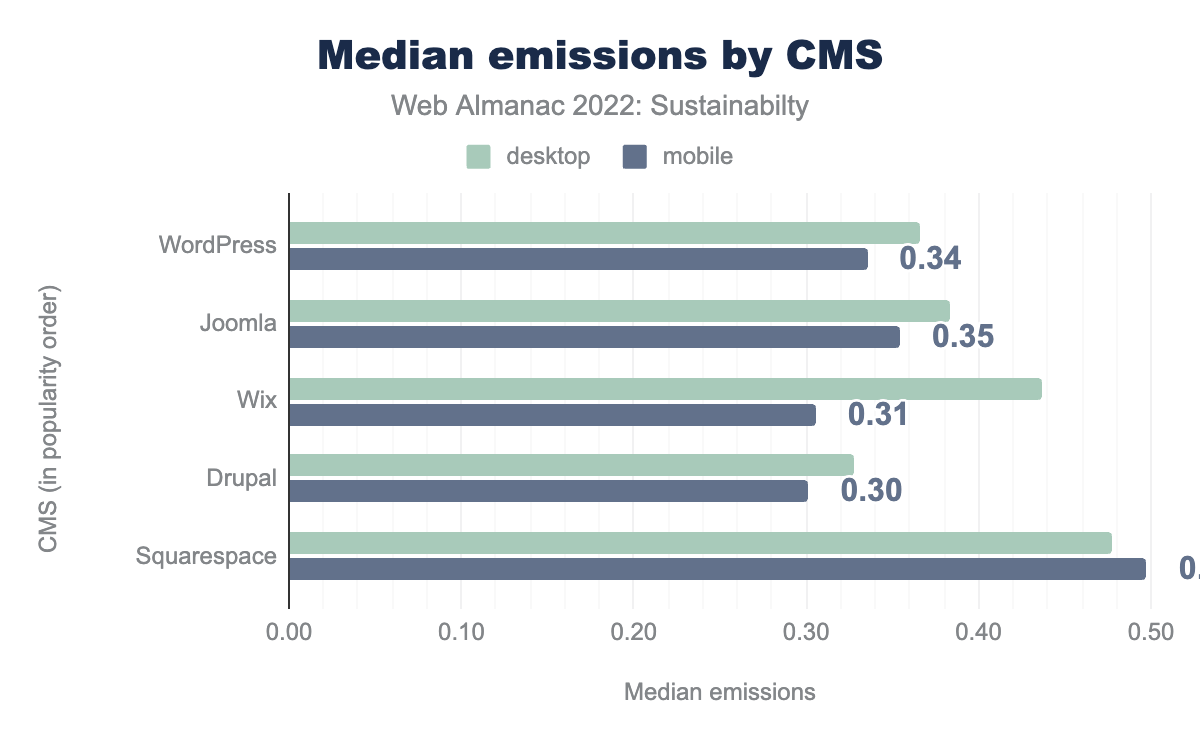 Median emissions by CMS
Web Almanac 2022: Sustainabilty
desktop mobile
CMS (in popularity order)
WordPress 0.34
Joomla 0.35
Wix 0.31
Drupal 0.30
Squarespace 0.
0.00 0.10 0.20 0.30 0.40 0.50
Median emissions